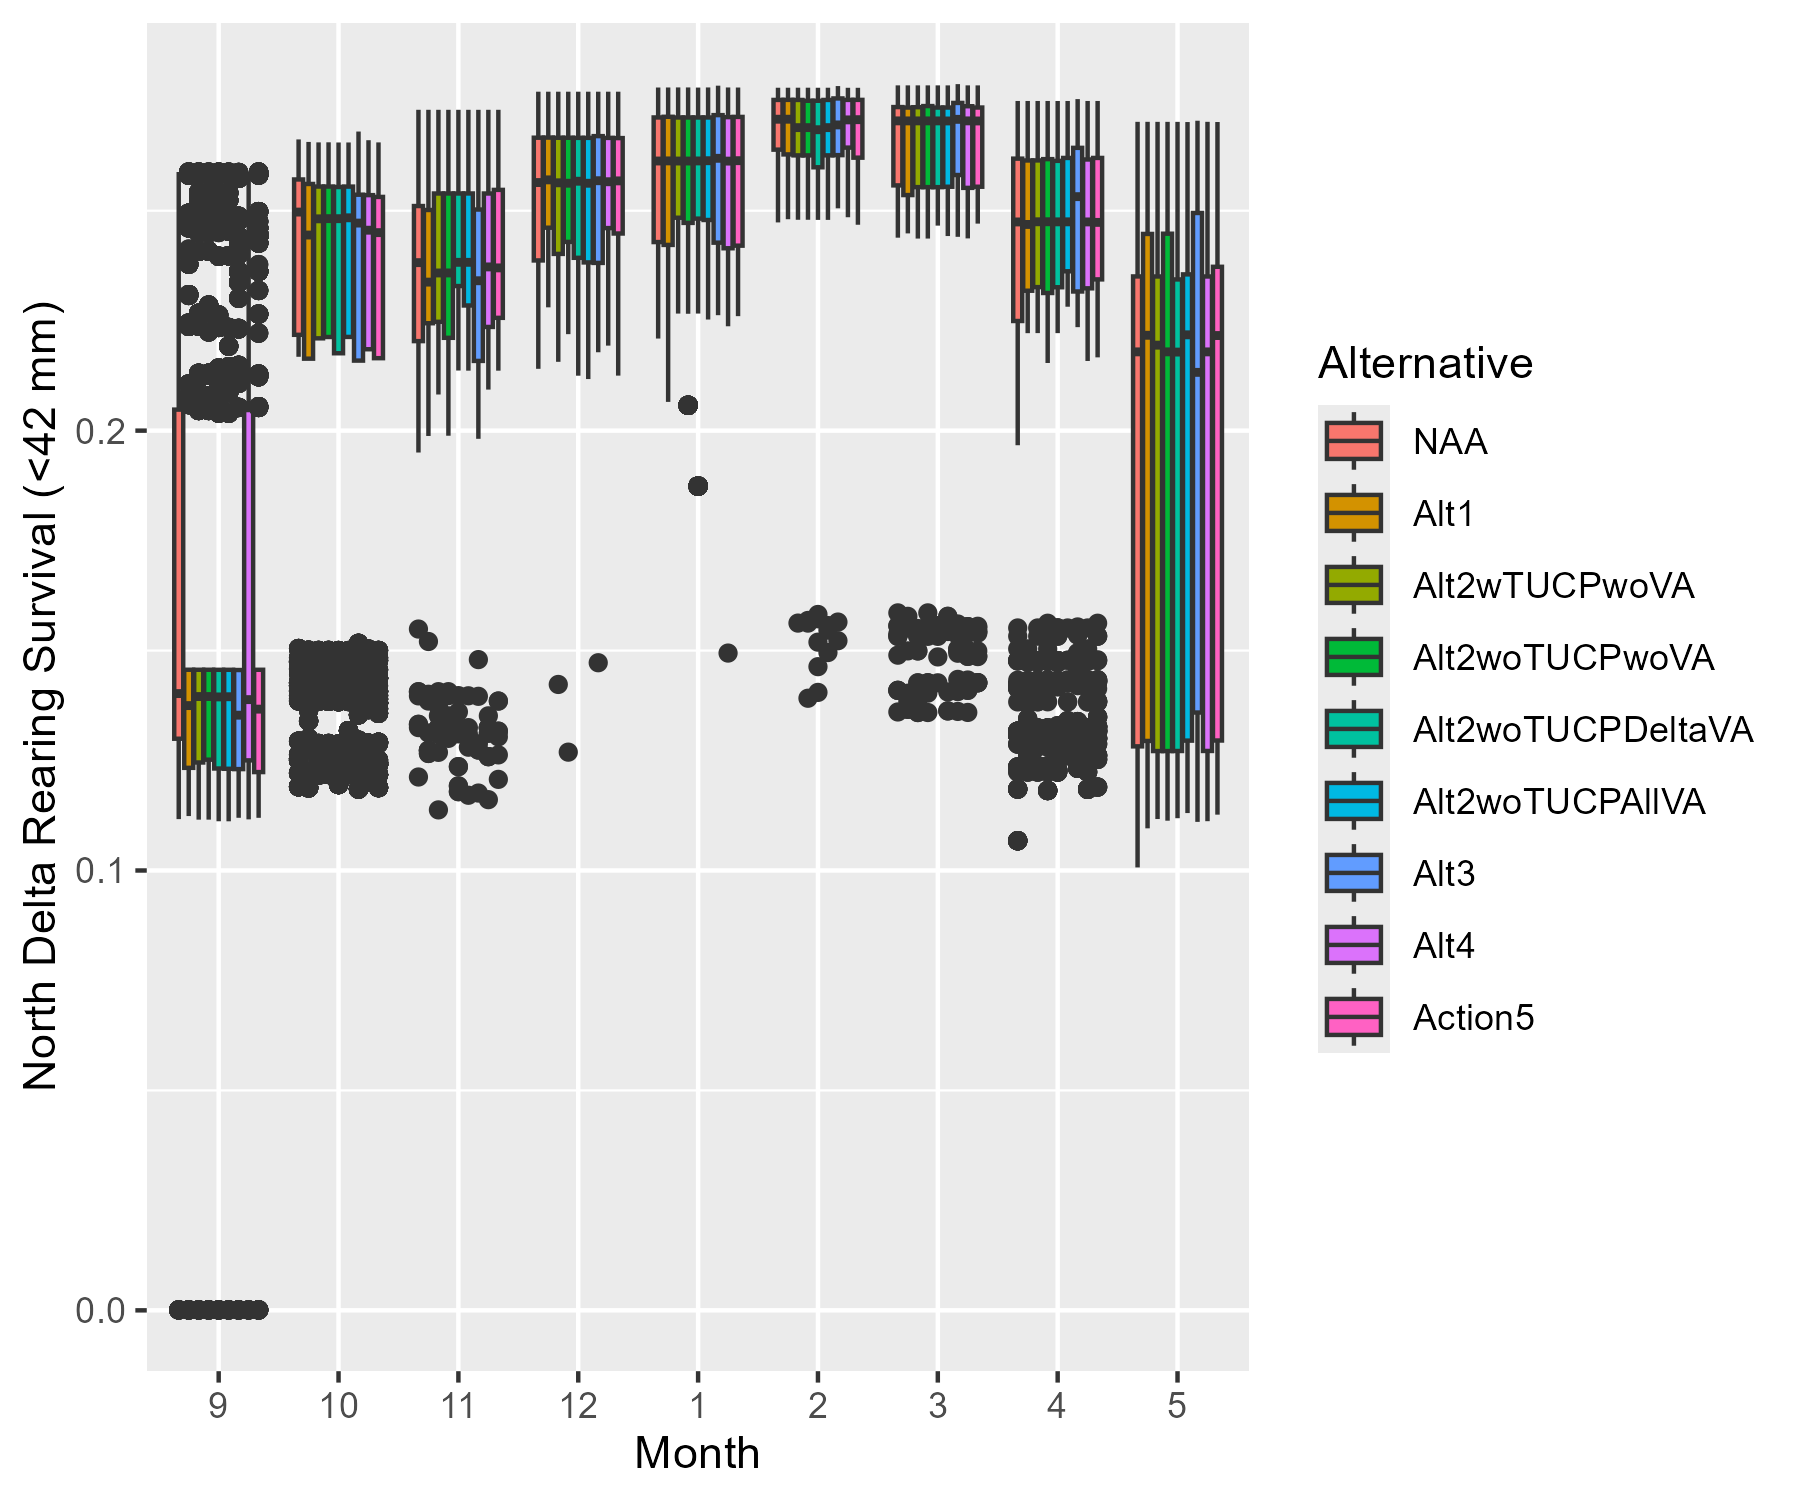 North Delta Rearing Survival (<42 mm)
0.2
0.1
0.0
9 10 11 12 1 2 3 4 5
Month
Alternative
NAA
Alt1
Alt2wTUCPwoVA
Alt2woTUCPwoVA
Alt2woTUCPDeltaVA
Alt2woTUCPAllVA
Alt3
Alt4
Action5